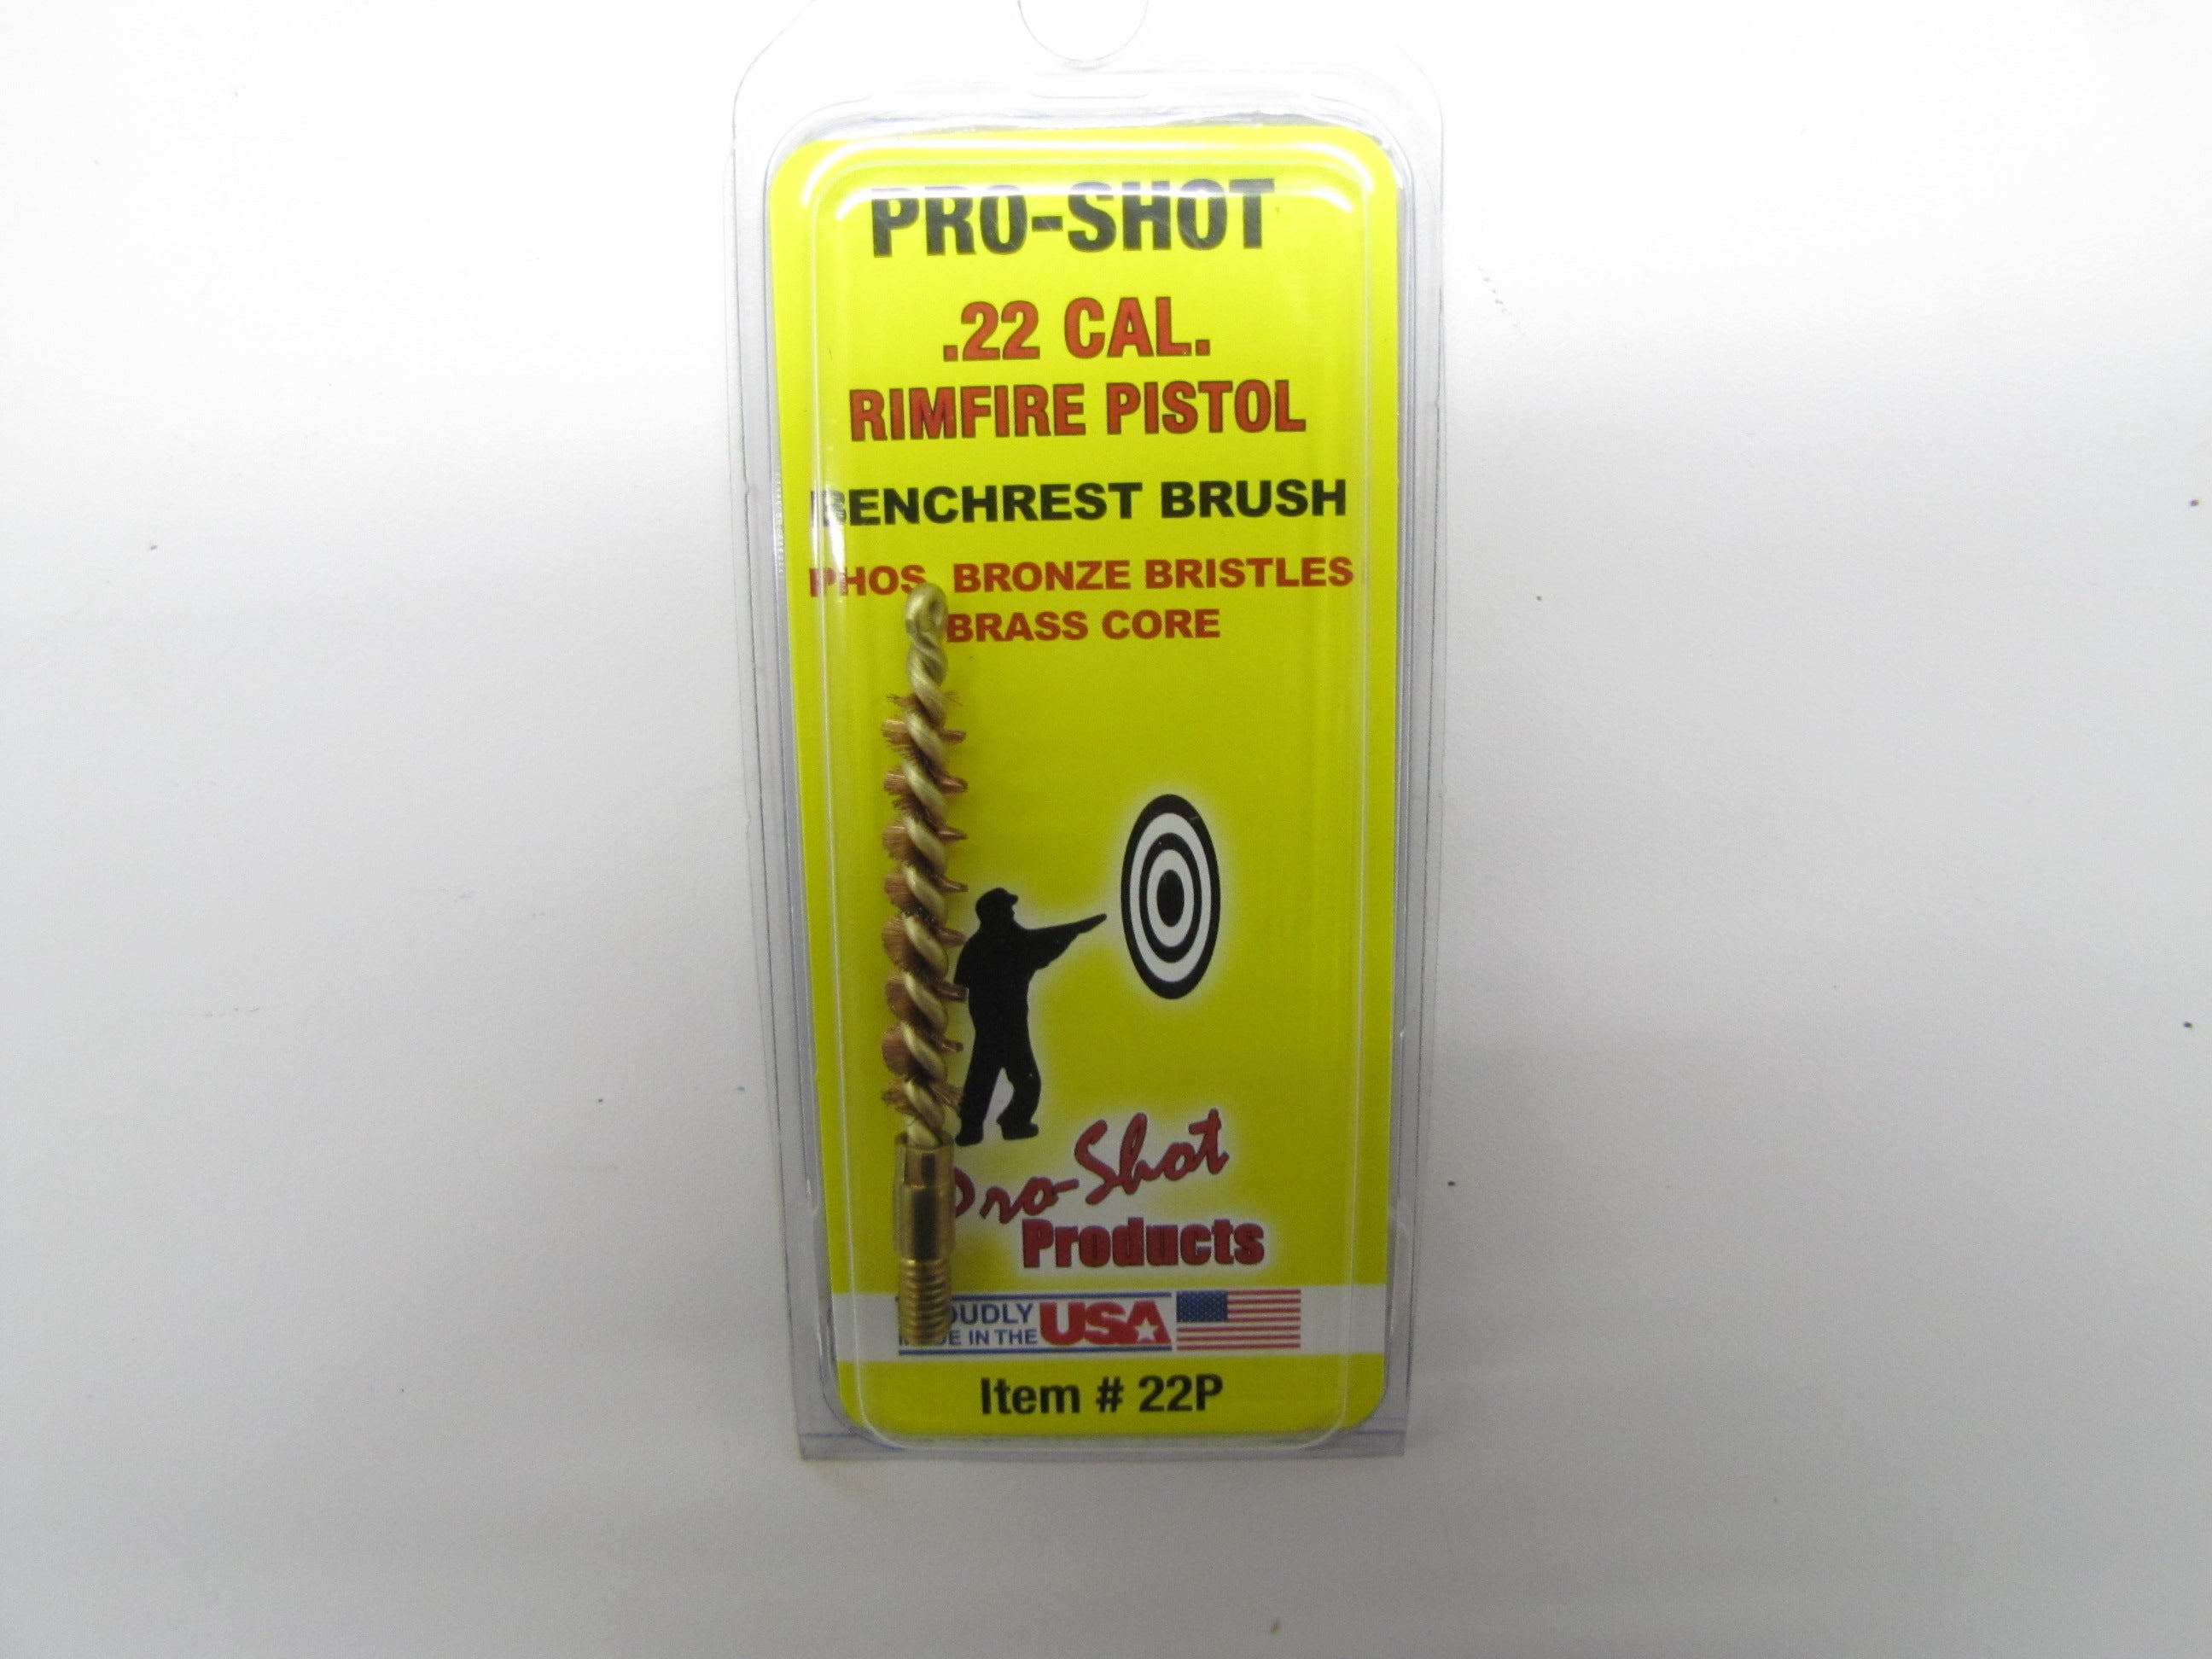 PRO-SHOT
.22 CAL.
RIMFIRE PISTOL
BENCHREST BRUSH
PHOS. BRONZE BRISTLES
BRASS CORE
Pro-Shot
Products
PROUDLY
MADE IN THE USA
Item # 22P